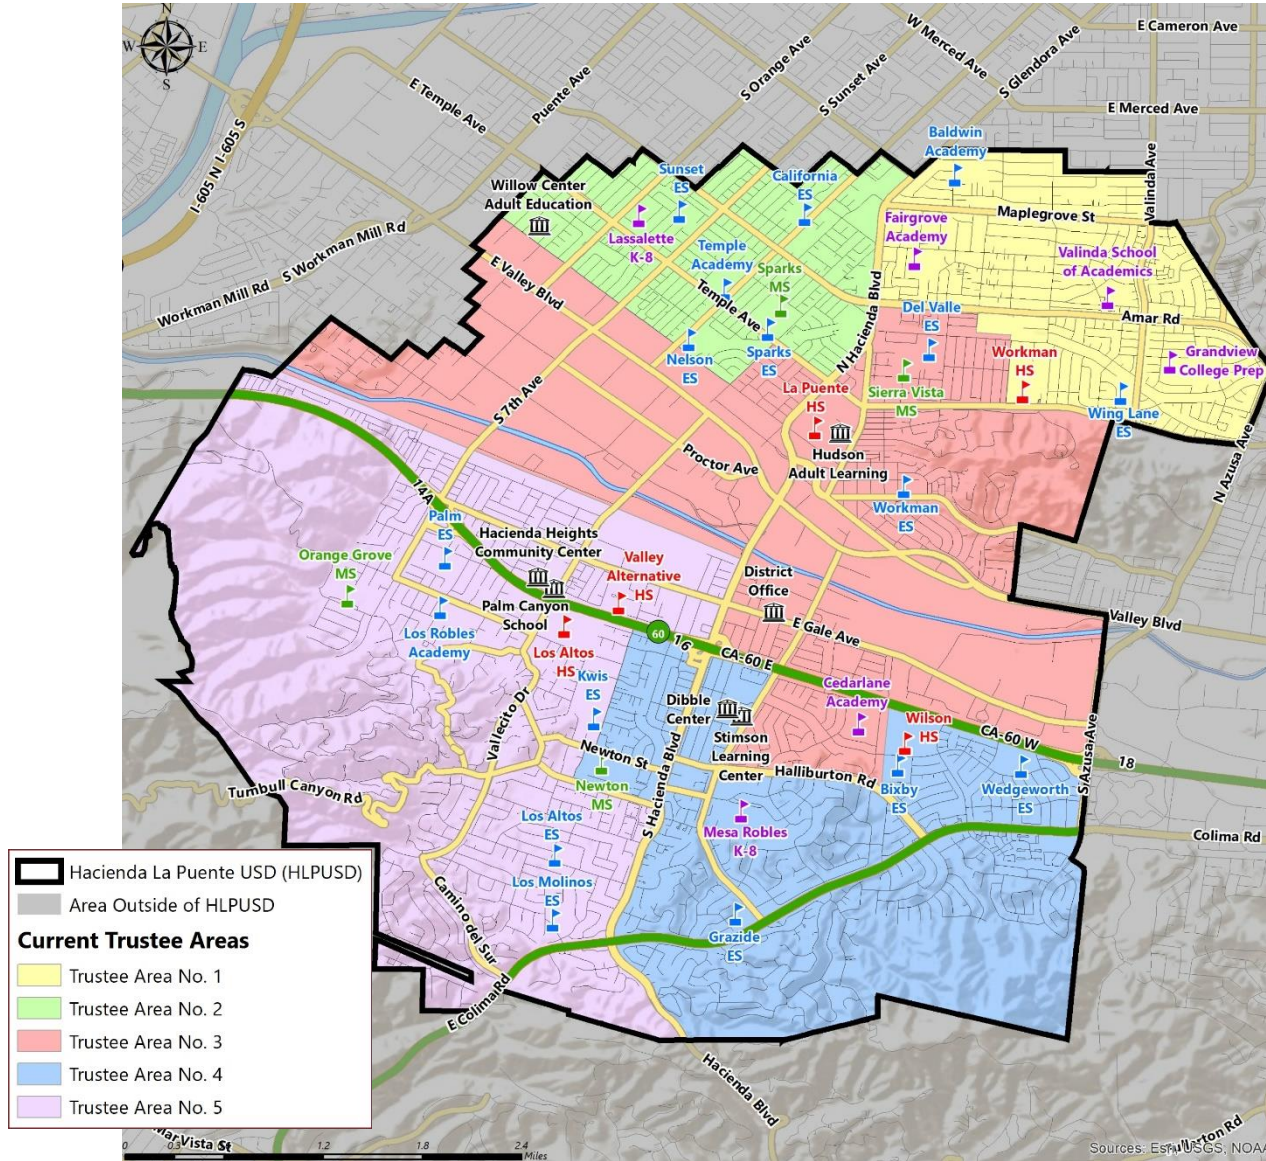 N
W
E
S
I-605 N I-605 S
E Temple Ave
Puente Ave
S Orange Ave
S Sunset Ave
W Merced Ave
S Glendora Ave
E Cameron Ave
E Merced Ave
Valinda Ave
Baldwin
Academy
Sunset
ES
California
ES
Willow Center
Adult Education
Lassalette
K-8
Maplegrove St
Fairgrove
Academy
Valinda School
of Academics
Temple
Academy
Sparks
MS
S Workman Mill Rd
Workman Mill Rd
E Valley Blvd
Temple Ave
N Hacienda Blvd
Del Valle
ES
Amar Rd
Nelson
ES
Sparks
ES
La Puente
HS
Workman
HS
Grandview
College Prep
Sierra Vista
MS
Wing Lane
ES
S 7th Ave
Proctor Ave
Hudson
Adult Learning
N Azusa Ave
14A
Workman
ES
Palm
ES
Hacienda Heights
Community Center
Orange Grove
MS
Valley
Alternative
HS
District
Office
Palm Canyon
School
Los Robles
Academy
60
16
CA-60 E
E Gale Ave
Valley Blvd
Los Altos
HS
Kwis
ES
Cedarlane
Academy
Dibble
Center
Wilson
HS
CA-60 W
Vallecito Dr
Stimson
Learning
Center
Newton St
Halliburton Rd
S Azusa Ave
18
Turnbull Canyon Rd
Newton
MS
S Hacienda Blvd
Bixby
ES
Wedgeworth
ES
Los Altos
ES
Mesa Robles
K-8
Colima Rd
Los Molinos
ES
Camino del Sur
Grazide
ES
E Colima Rd
Hacienda Blvd
Hacienda La Puente USD (HLPUSD)
Area Outside of HLPUSD
Current Trustee Areas
Trustee Area No. 1
Trustee Area No. 2
Trustee Area No. 3
Trustee Area No. 4
Trustee Area No. 5
Mar Vista St
Fullerton Rd
0 0.3 1.2 1.8 2.4
Miles
Sources: Esri, USGS, NOAA